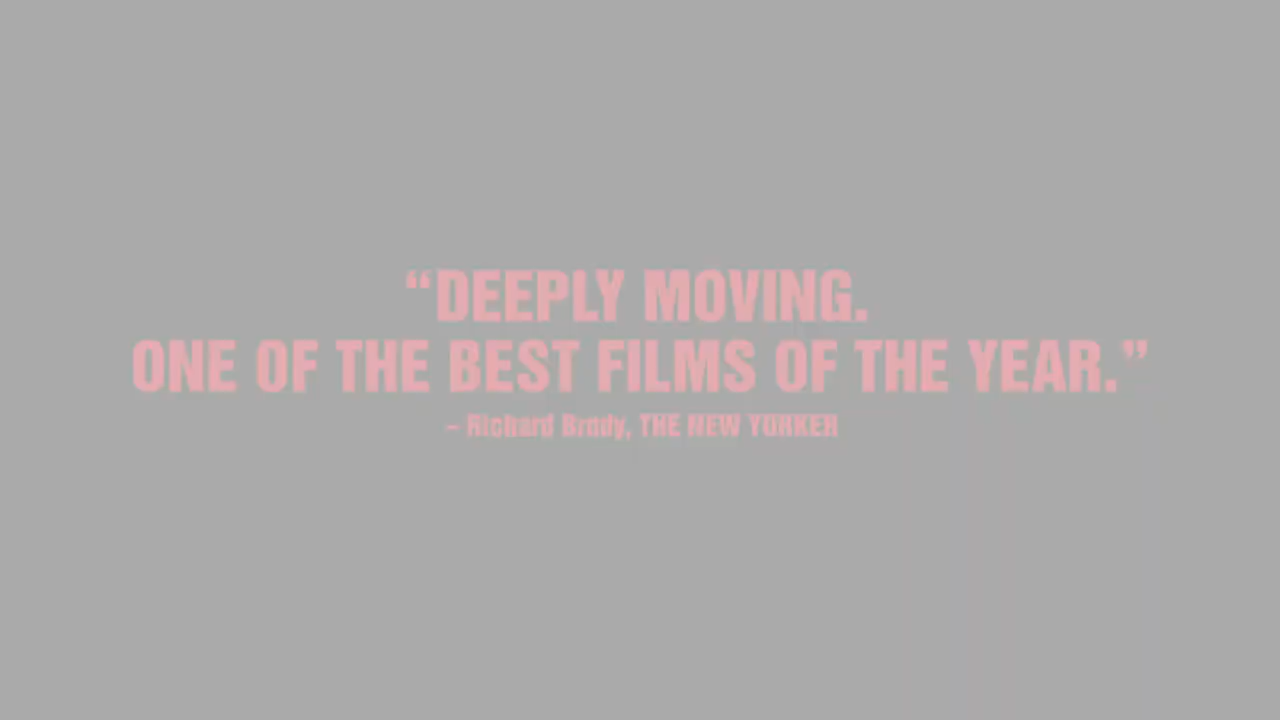 “DEEPLY MOVING.
ONE OF THE BEST FILMS OF THE YEAR.”
– Richard Brody, THE NEW YORKER